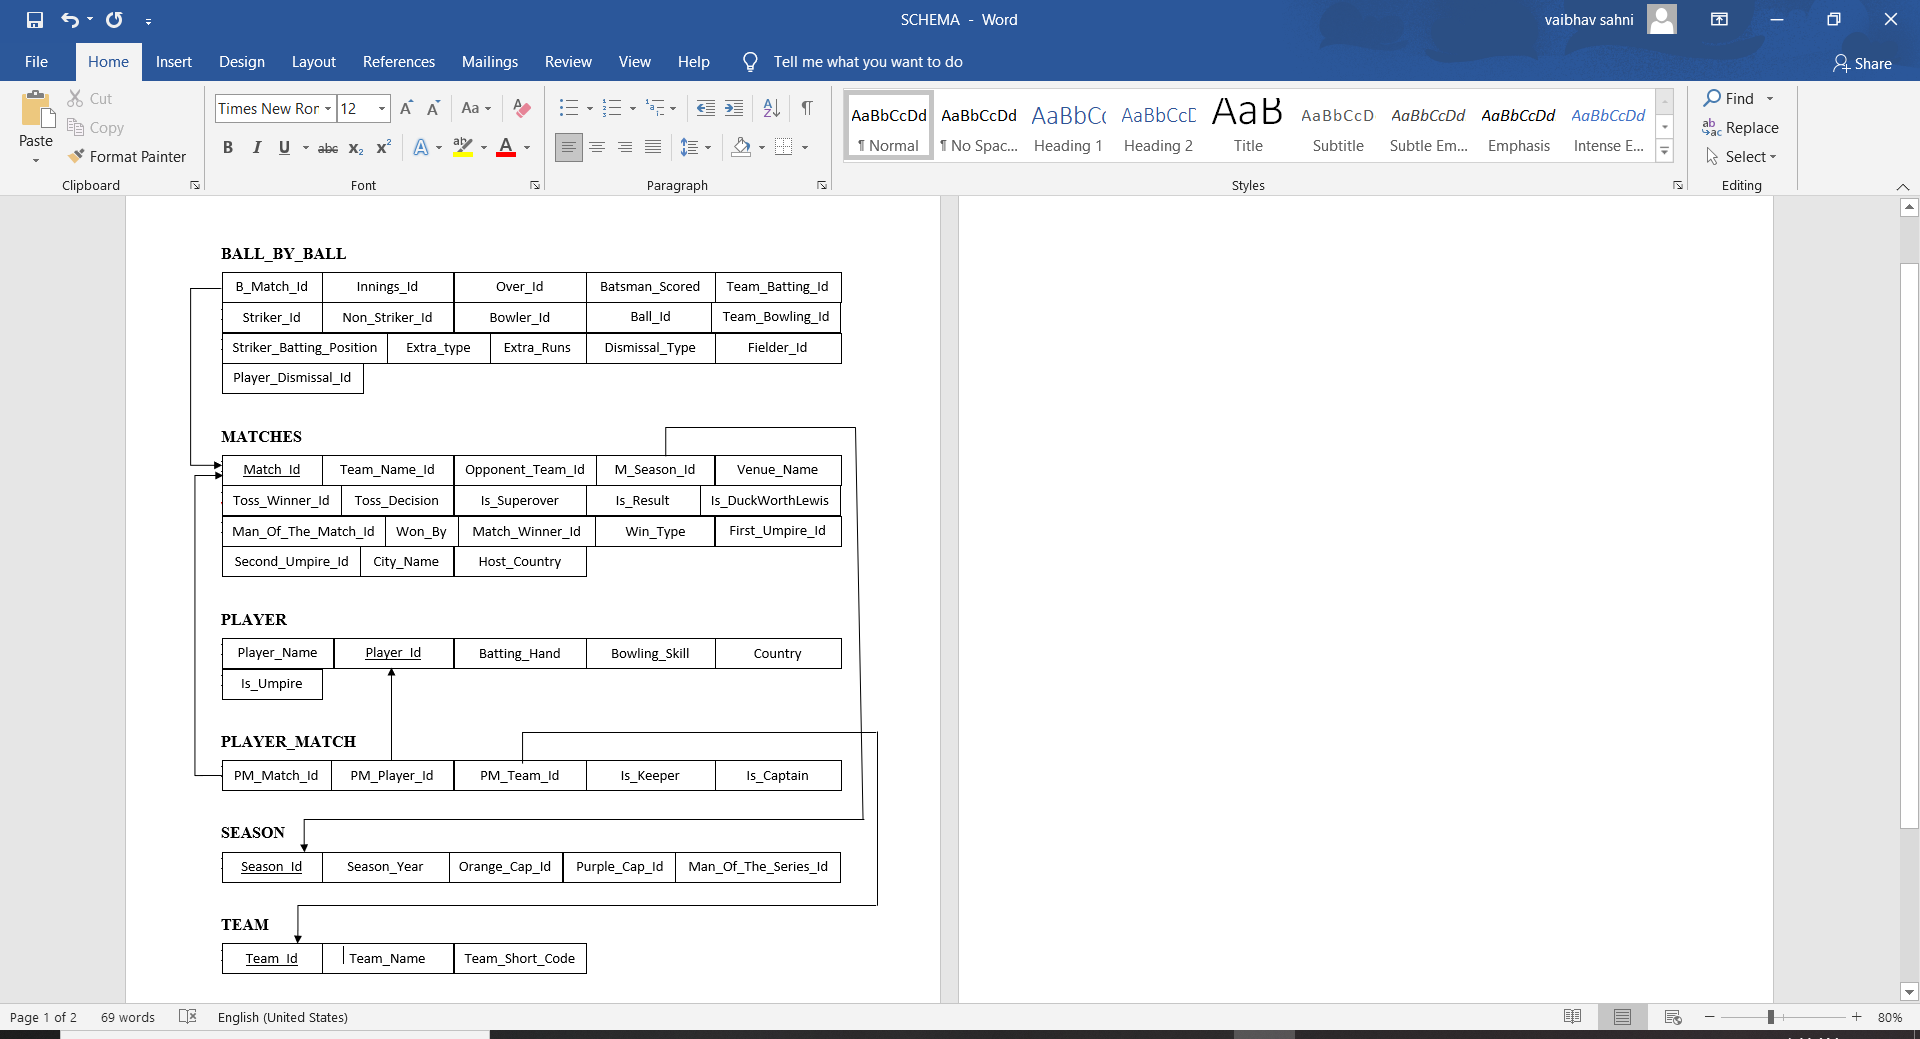 SCHEMA - Word
vaibhav sahni
File Home Insert Design Layout References Mailings Review View Help Tell me what you want to do Share
Paste
Cut
Copy
Format Painter
Clipboard
Times New Ror 12
Font
Paragraph
AaBbCcDd AaBbCcDd AaBbCc AaBbCcE AaB AaBbCcD AaBbCcDd AaBbCcDd AaBbCcDd
¶ Normal ¶ No Spac... Heading 1 Heading 2 Title Subtitle Subtle Em... Emphasis Intense E...
Styles
Find
Replace
Select
Editing
BALL_BY_BALL
B_Match_Id Innings_Id Over_Id Batsman_Scored Team_Batting_Id
Striker_Id Non_Striker_Id Bowler_Id Ball_Id Team_Bowling_Id
Striker_Batting_Position Extra_type Extra_Runs Dismissal_Type Fielder_Id
Player_Dismissal_Id
MATCHES
Match_Id Team_Name_Id Opponent_Team_Id M_Season_Id Venue_Name
Toss_Winner_Id Toss_Decision Is_Superover Is_Result Is_DuckWorthLewis
Man_Of_The_Match_Id Won_By Match_Winner_Id Win_Type First_Umpire_Id
Second_Umpire_Id City_Name Host_Country
PLAYER
Player_Name Player_Id Batting_Hand Bowling_Skill Country
Is_Umpire
PLAYER_MATCH
PM_Match_Id PM_Player_Id PM_Team_Id Is_Keeper Is_Captain
SEASON
Season_Id Season_Year Orange_Cap_Id Purple_Cap_Id Man_Of_The_Series_Id
TEAM
Team_Id Team_Name Team_Short_Code
Page 1 of 2 69 words English (United States) 80%